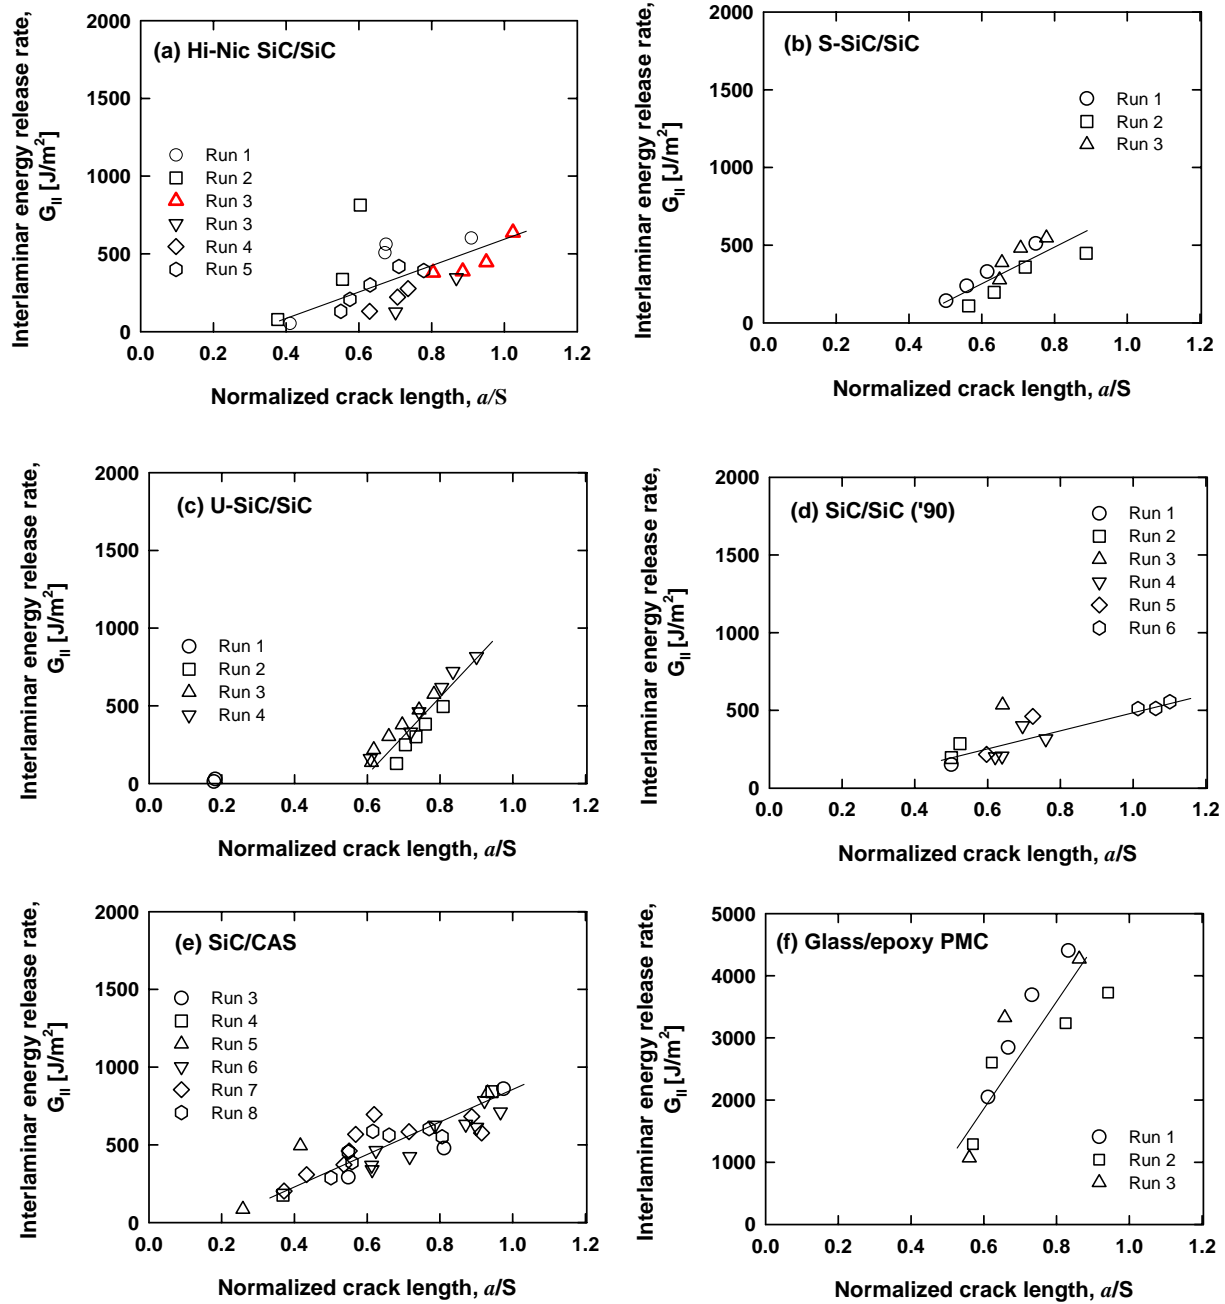 Interlaminar energy release rate,
G_II [J/m²]
2000
1500
1000
500
0
(a) Hi-Nic SiC/SiC
Run 1
Run 2
Run 3
Run 3
Run 4
Run 5
0.0 0.2 0.4 0.6 0.8 1.0 1.2
Normalized crack length, a/S
Interlaminar energy release rate,
G_II [J/m²]
2000
1500
1000
500
0
(b) S-SiC/SiC
Run 1
Run 2
Run 3
0.0 0.2 0.4 0.6 0.8 1.0 1.2
Normalized crack length, a/S
Interlaminar energy release rate,
G_II [J/m²]
2000
1500
1000
500
0
(c) U-SiC/SiC
Run 1
Run 2
Run 3
Run 4
0.0 0.2 0.4 0.6 0.8 1.0 1.2
Normalized crack length, a/S
Interlaminar energy release rate,
G_II [J/m²]
2000
1500
1000
500
0
(d) SiC/SiC ('90)
Run 1
Run 2
Run 3
Run 4
Run 5
Run 6
0.0 0.2 0.4 0.6 0.8 1.0 1.2
Normalized crack length, a/S
Interlaminar energy release rate,
G_II [J/m²]
2000
1500
1000
500
0
(e) SiC/CAS
Run 3
Run 4
Run 5
Run 6
Run 7
Run 8
0.0 0.2 0.4 0.6 0.8 1.0 1.2
Normalized crack length, a/S
Interlaminar energy release rate,
G_II [J/m²]
5000
4000
3000
2000
1000
0
(f) Glass/epoxy PMC
Run 1
Run 2
Run 3
0.0 0.2 0.4 0.6 0.8 1.0 1.2
Normalized crack length, a/S